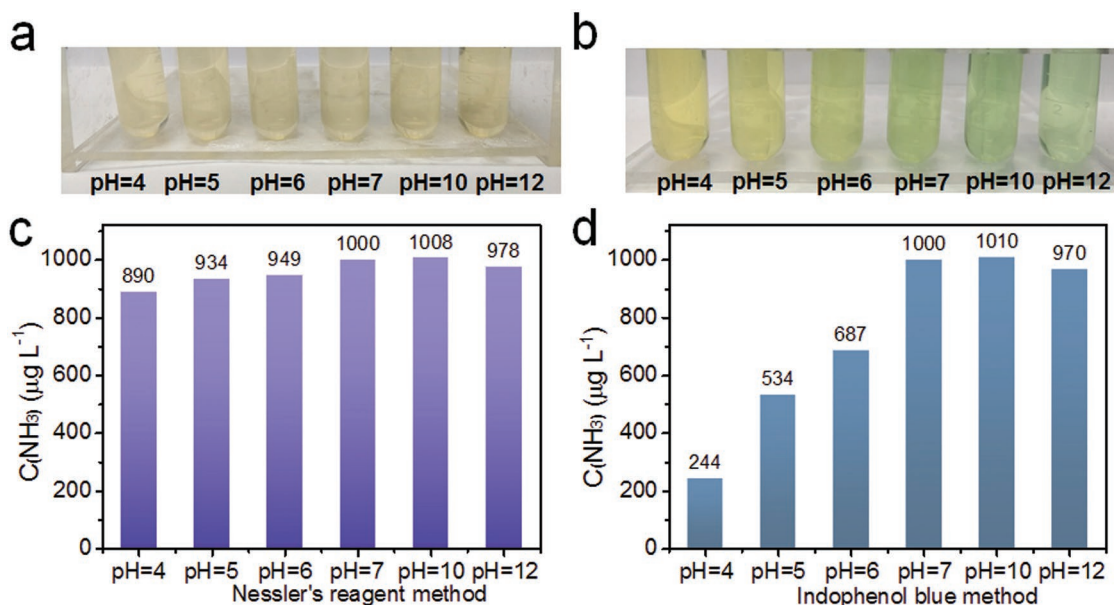 a
pH=4 pH=5 pH=6 pH=7 pH=10 pH=12
b
pH=4 pH=5 pH=6 pH=7 pH=10 pH=12
c
C(NH3) (μg L-1)
1000
800
600
400
200
0
890 934 949 1000 1008 978
pH=4 pH=5 pH=6 pH=7 pH=10 pH=12
Nessler's reagent method
d
C(NH3) (μg L-1)
1000
800
600
400
200
0
244 534 687 1000 1010 970
pH=4 pH=5 pH=6 pH=7 pH=10 pH=12
Indophenol blue method